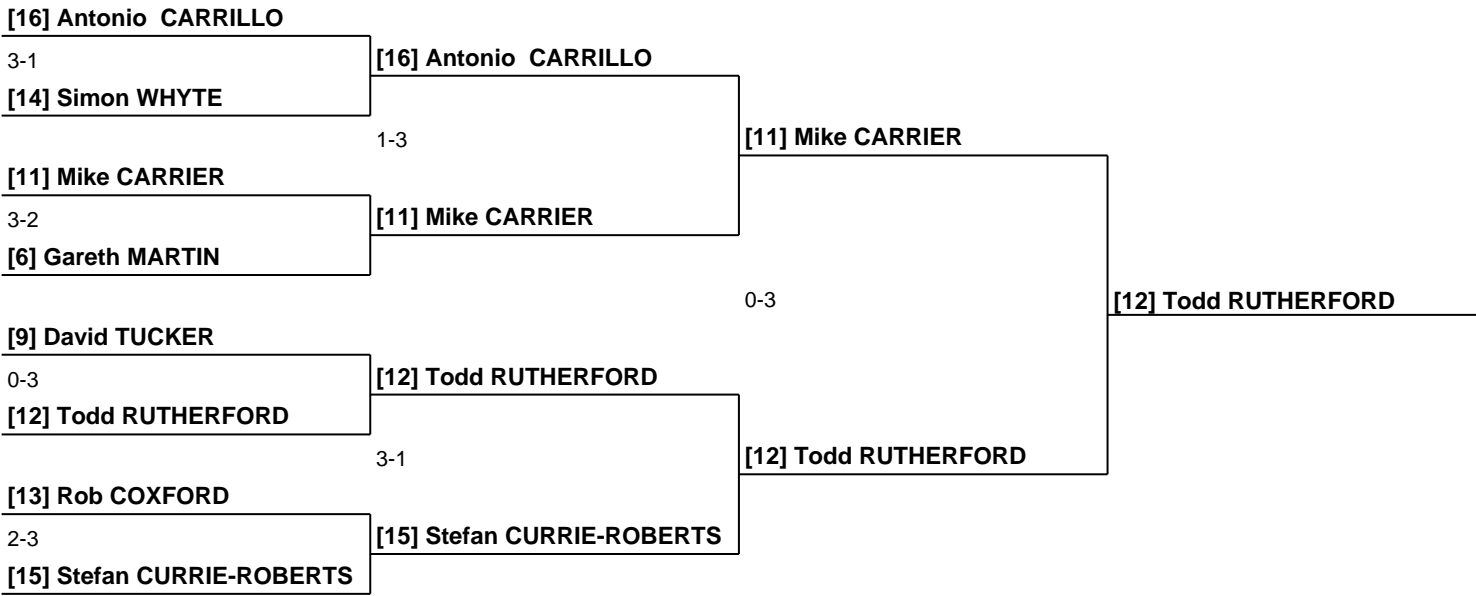 [16] Antonio  CARRILLO
3-1
[16] Antonio  CARRILLO
[14] Simon WHYTE
1-3
[11] Mike CARRIER
[11] Mike CARRIER
3-2
[11] Mike CARRIER
[6] Gareth MARTIN
0-3
[12] Todd RUTHERFORD
[9] David TUCKER
0-3
[12] Todd RUTHERFORD
[12] Todd RUTHERFORD
3-1
[12] Todd RUTHERFORD
[13] Rob COXFORD
2-3
[15] Stefan CURRIE-ROBERTS
[15] Stefan CURRIE-ROBERTS